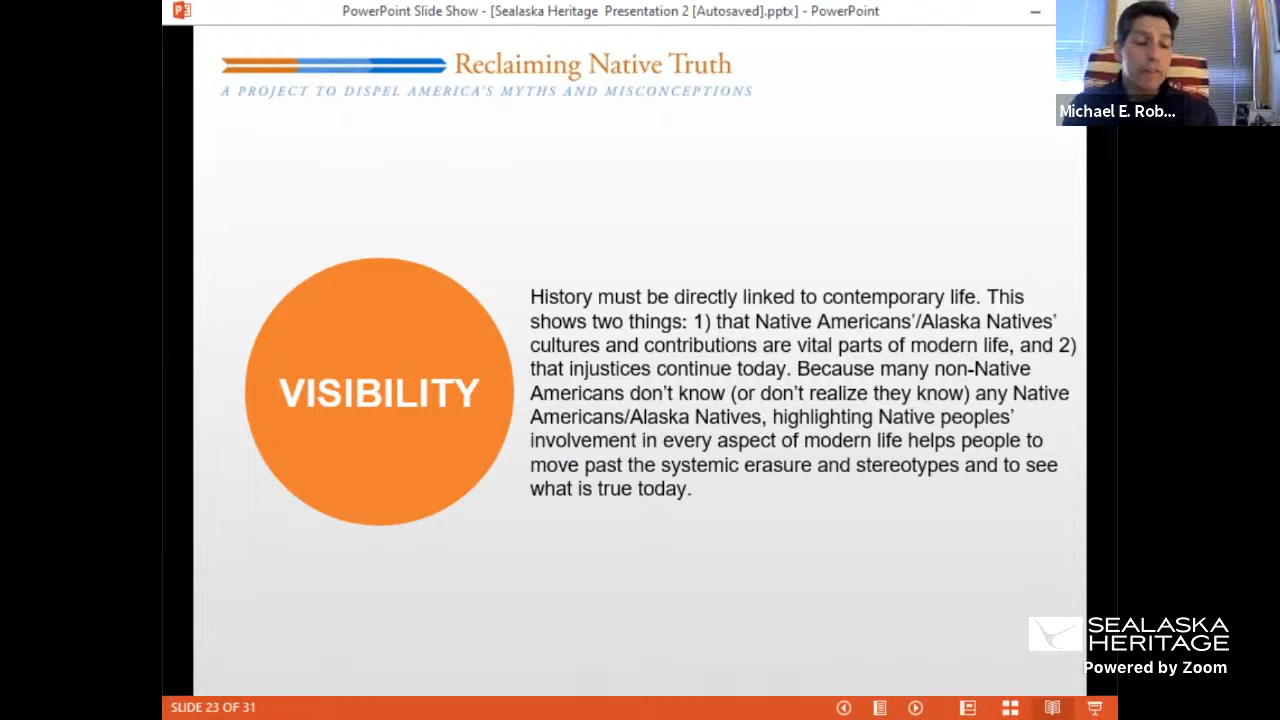 PowerPoint Slide Show - [Sealaska Heritage Presentation 2 [Autosaved].pptx] - PowerPoint
Reclaiming Native Truth
A PROJECT TO DISPEL AMERICA'S MYTHS AND MISCONCEPTIONS
Michael E. Rob...
VISIBILITY
History must be directly linked to contemporary life. This
shows two things: 1) that Native Americans’/Alaska Natives’
cultures and contributions are vital parts of modern life, and 2)
that injustices continue today. Because many non-Native
Americans don’t know (or don’t realize they know) any Native
Americans/Alaska Natives, highlighting Native peoples’
involvement in every aspect of modern life helps people to
move past the systemic erasure and stereotypes and to see
what is true today.
SEALASKA
HERITAGE
Powered by Zoom
SLIDE 23 OF 31